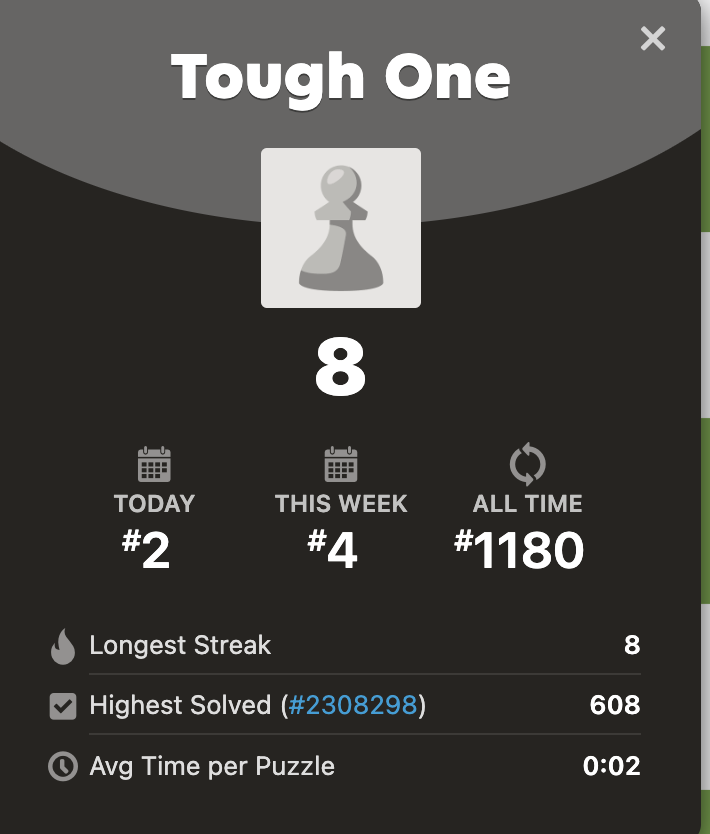 Tough One
8
TODAY THIS WEEK ALL TIME
#2 #4 #1180
Longest Streak 8
Highest Solved (#2308298) 608
Avg Time per Puzzle 0:02